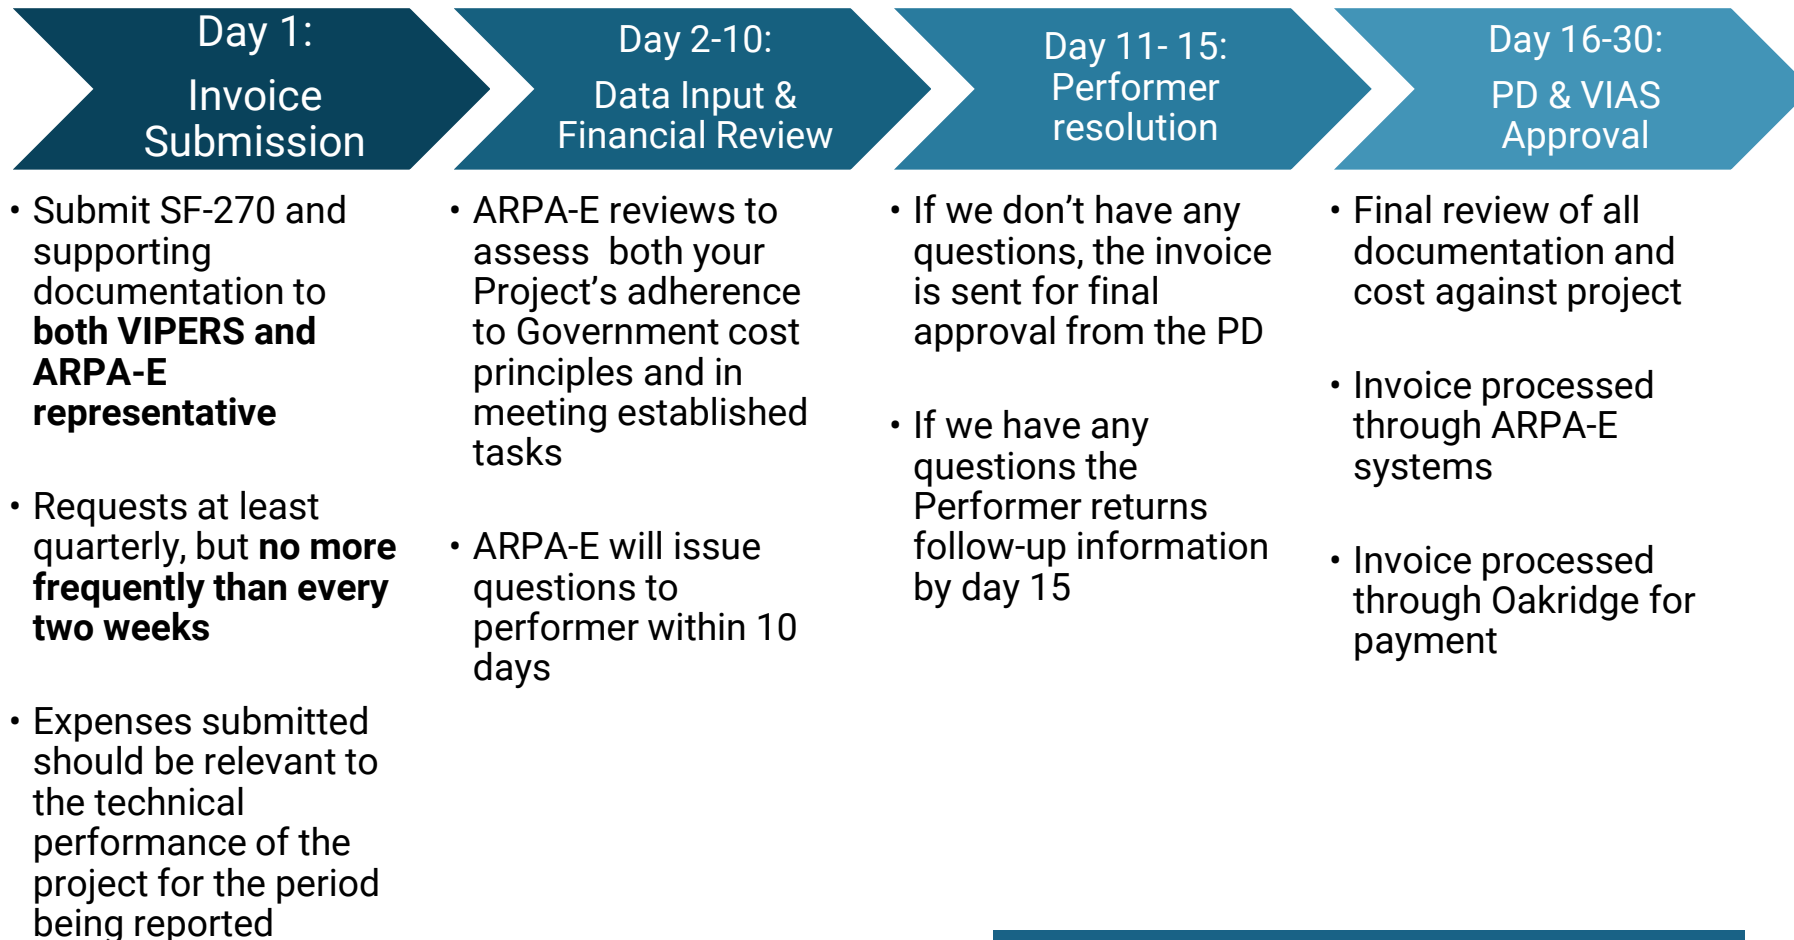 Day 1:
Invoice
Submission
• Submit SF-270 and
supporting
documentation to
both VIPERS and
ARPA-E
representative
• Requests at least
quarterly, but no more
frequently than every
two weeks
• Expenses submitted
should be relevant to
the technical
performance of the
project for the period
being reported
Day 2-10:
Data Input &
Financial Review
• ARPA-E reviews to
assess  both your
Project’s adherence
to Government cost
principles and in
meeting established
tasks
• ARPA-E will issue
questions to
performer within 10
days
Day 11- 15:
Performer
resolution
• If we don’t have any
questions, the invoice
is sent for final
approval from the PD
• If we have any
questions the
Performer returns
follow-up information
by day 15
Day 16-30:
PD & VIAS
Approval
• Final review of all
documentation and
cost against project
• Invoice processed
through ARPA-E
systems
• Invoice processed
through Oakridge for
payment